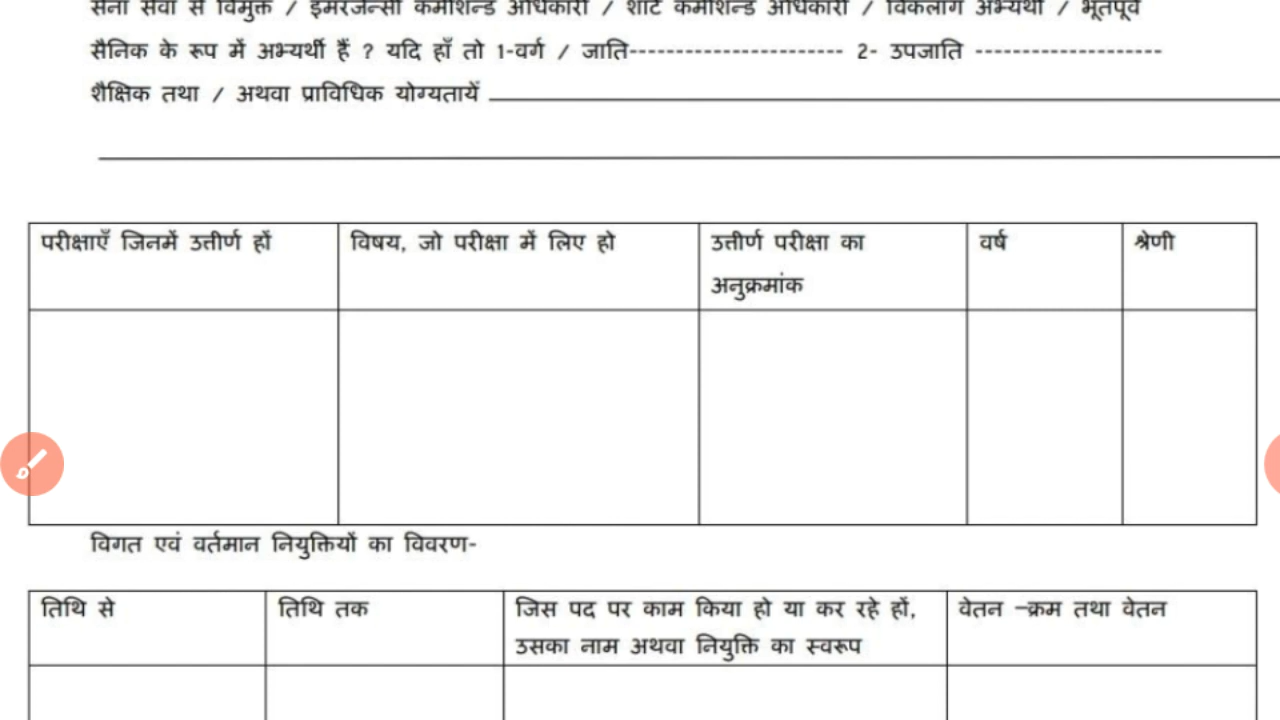 सेना सेवा से विमुक्त / इमरजेन्सी कमीशन्ड अधिकारी / शार्ट कमीशन्ड अधिकारी / विकलांग अभ्यर्थी / भूतपूर्व
सैनिक के रूप में अभ्यर्थी हैं ? यदि हाँ तो 1-वर्ग / जाति----------------------- 2- उपजाति --------------------
शैक्षिक तथा / अथवा प्राविधिक योग्यतायें
परीक्षाएँ जिनमें उत्तीर्ण हों
विषय, जो परीक्षा में लिए हो
उत्तीर्ण परीक्षा का
अनुक्रमांक
वर्ष
श्रेणी
विगत एवं वर्तमान नियुक्तियों का विवरण-
तिथि से
तिथि तक
जिस पद पर काम किया हो या कर रहे हों,
उसका नाम अथवा नियुक्ति का स्वरूप
वेतन –क्रम तथा वेतन